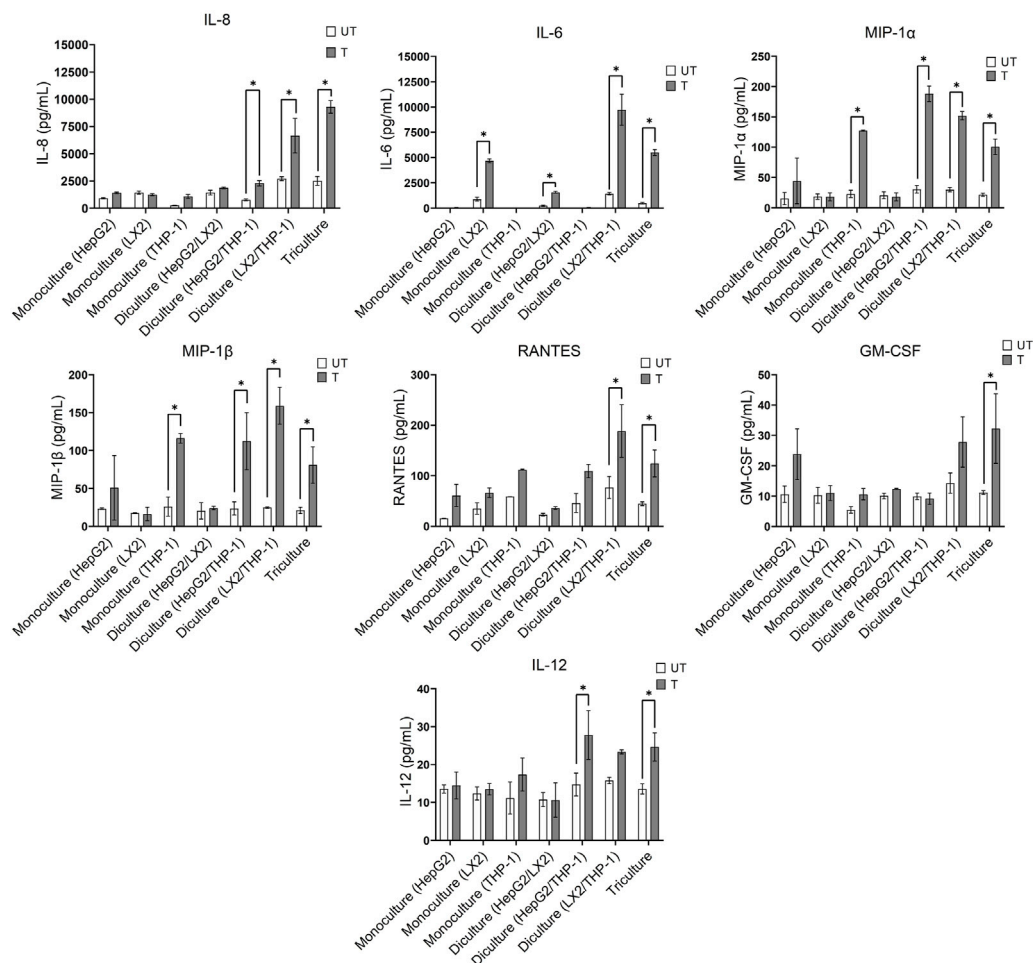 IL-8
UT
T
IL-8 (pg/mL)
15000
12500
10000
7500
5000
2500
0
*
*
*
Monoculture (HepG2)
Monoculture (LX2)
Monoculture (THP-1)
Diculture (HepG2/LX2)
Diculture (HepG2/THP-1)
Diculture (LX2/THP-1)
Triculture
IL-6
UT
T
IL-6 (pg/mL)
15000
12500
10000
7500
5000
2500
0
*
*
*
*
Monoculture (HepG2)
Monoculture (LX2)
Monoculture (THP-1)
Diculture (HepG2/LX2)
Diculture (HepG2/THP-1)
Diculture (LX2/THP-1)
Triculture
MIP-1α
UT
T
MIP-1α (pg/mL)
250
200
150
100
50
0
*
*
*
*
Monoculture (HepG2)
Monoculture (LX2)
Monoculture (THP-1)
Diculture (HepG2/LX2)
Diculture (HepG2/THP-1)
Diculture (LX2/THP-1)
Triculture
MIP-1β
UT
T
MIP-1β (pg/mL)
200
150
100
50
0
*
*
*
*
Monoculture (HepG2)
Monoculture (LX2)
Monoculture (THP-1)
Diculture (HepG2/LX2)
Diculture (HepG2/THP-1)
Diculture (LX2/THP-1)
Triculture
RANTES
UT
T
RANTES (pg/mL)
300
200
100
0
*
*
Monoculture (HepG2)
Monoculture (LX2)
Monoculture (THP-1)
Diculture (HepG2/LX2)
Diculture (HepG2/THP-1)
Diculture (LX2/THP-1)
Triculture
GM-CSF
UT
T
GM-CSF (pg/mL)
50
40
30
20
10
0
*
Monoculture (HepG2)
Monoculture (LX2)
Monoculture (THP-1)
Diculture (HepG2/LX2)
Diculture (HepG2/THP-1)
Diculture (LX2/THP-1)
Triculture
IL-12
UT
T
IL-12 (pg/mL)
40
30
20
10
0
*
*
Monoculture (HepG2)
Monoculture (LX2)
Monoculture (THP-1)
Diculture (HepG2/LX2)
Diculture (HepG2/THP-1)
Diculture (LX2/THP-1)
Triculture